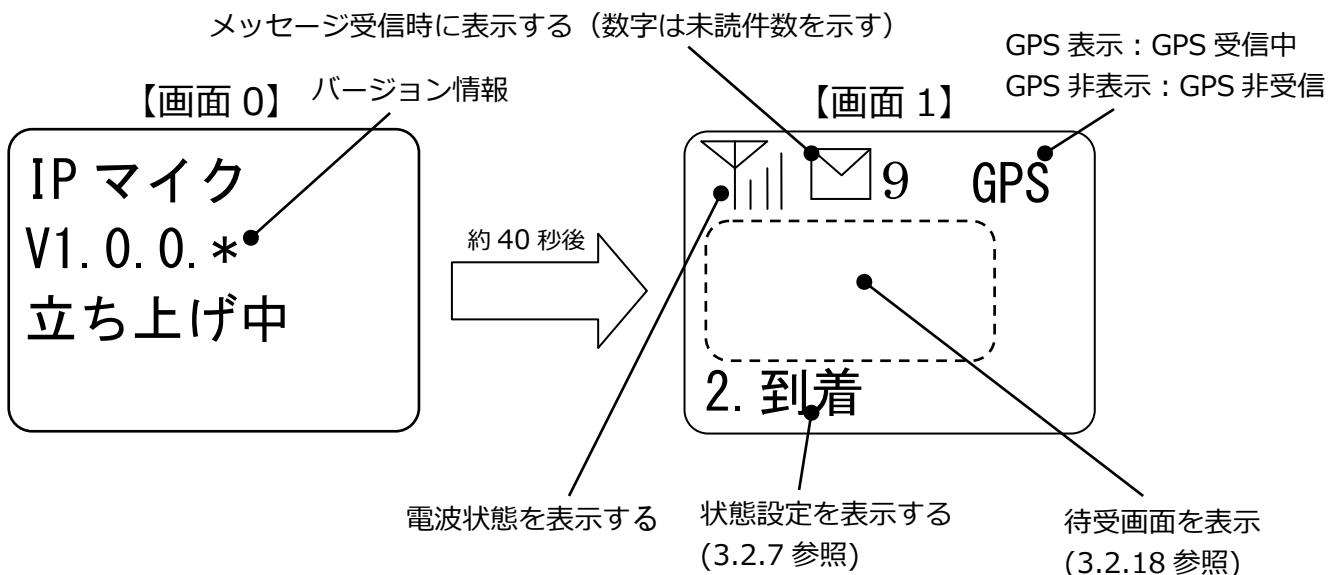 メッセージ受信時に表示する（数字は未読件数を示す）
GPS 表示：GPS 受信中
GPS 非表示：GPS 非受信
【画面 0】
バージョン情報
【画面 1】
IP マイク
V1.0.0.*
立ち上げ中
約 40 秒後
9
GPS
2. 到着
電波状態を表示する
状態設定を表示する
(3.2.7 参照)
待受画面を表示
(3.2.18 参照)